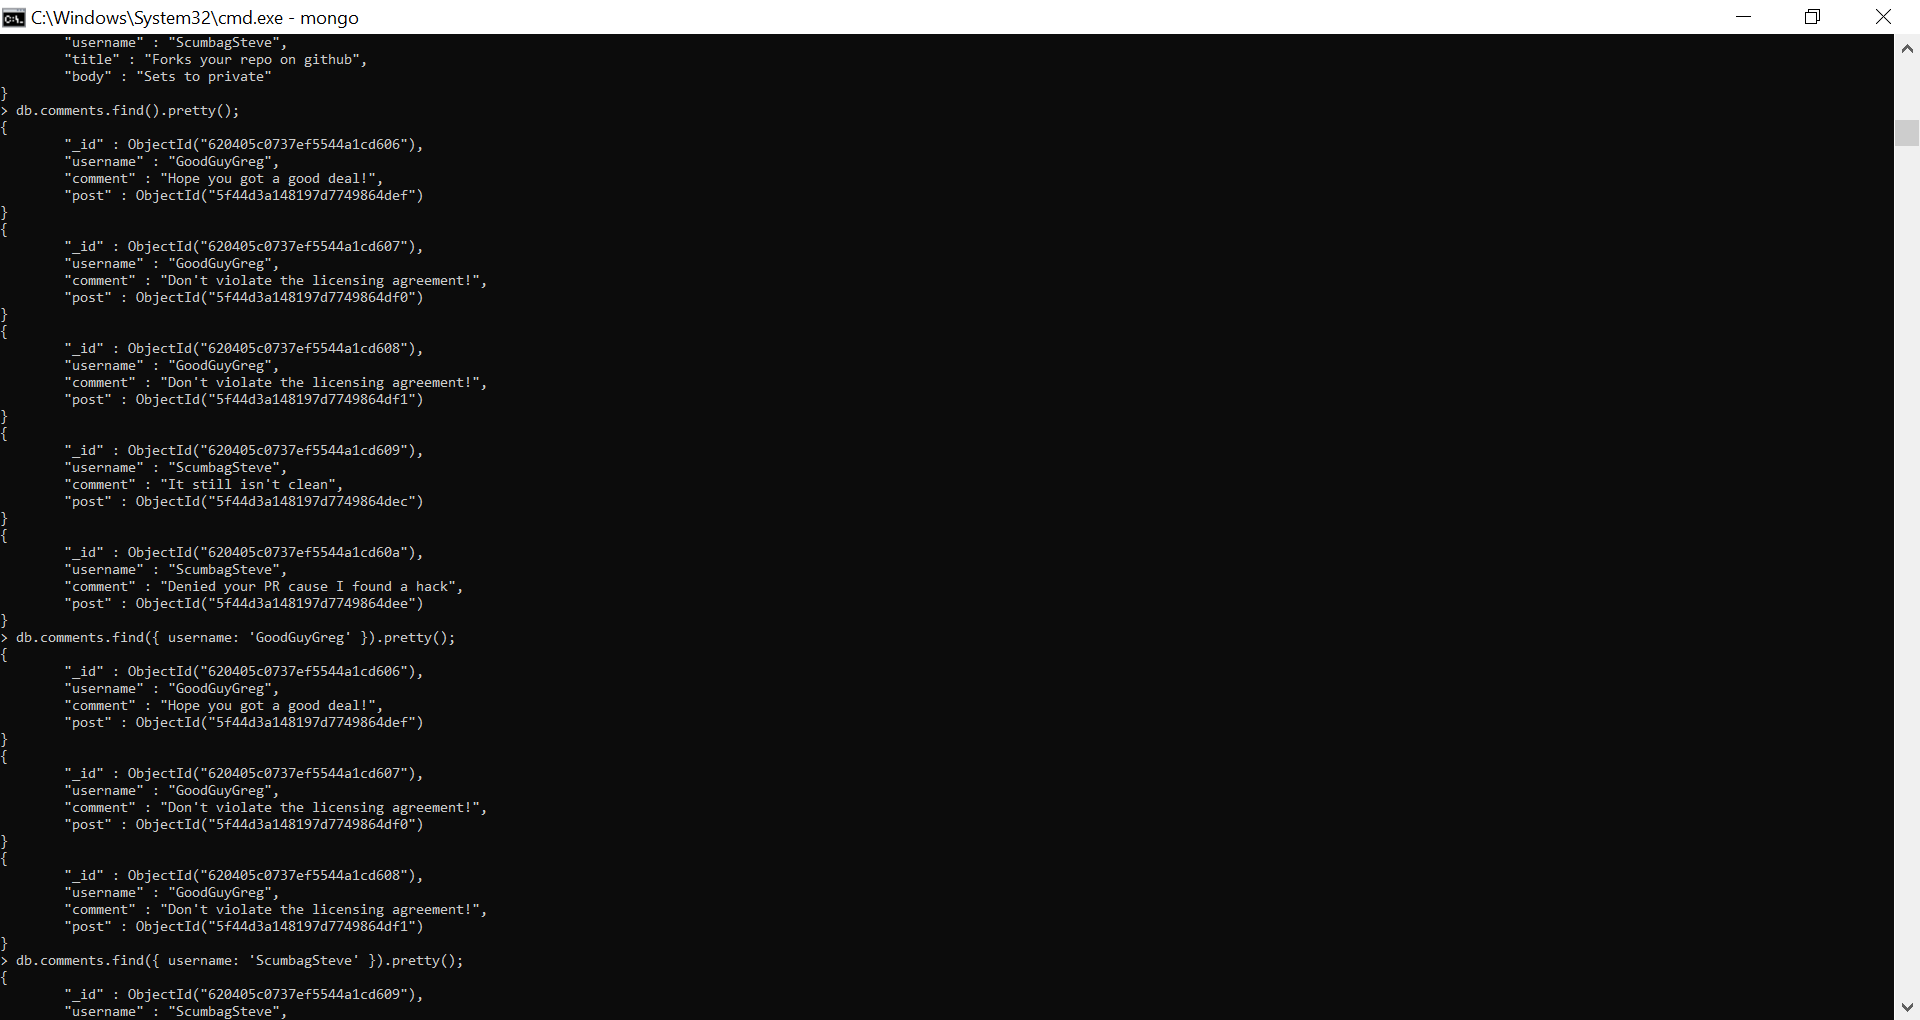 C:\Windows\System32\cmd.exe - mongo
        "username" : "ScumbagSteve",
        "title" : "Forks your repo on github",
        "body" : "Sets to private"
}
> db.comments.find().pretty();
{
        "_id" : ObjectId("620405c0737ef5544a1cd606"),
        "username" : "GoodGuyGreg",
        "comment" : "Hope you got a good deal!",
        "post" : ObjectId("5f44d3a148197d7749864def")
}
{
        "_id" : ObjectId("620405c0737ef5544a1cd607"),
        "username" : "GoodGuyGreg",
        "comment" : "Don't violate the licensing agreement!",
        "post" : ObjectId("5f44d3a148197d7749864df0")
}
{
        "_id" : ObjectId("620405c0737ef5544a1cd608"),
        "username" : "GoodGuyGreg",
        "comment" : "Don't violate the licensing agreement!",
        "post" : ObjectId("5f44d3a148197d7749864df1")
}
{
        "_id" : ObjectId("620405c0737ef5544a1cd609"),
        "username" : "ScumbagSteve",
        "comment" : "It still isn't clean",
        "post" : ObjectId("5f44d3a148197d7749864dec")
}
{
        "_id" : ObjectId("620405c0737ef5544a1cd60a"),
        "username" : "ScumbagSteve",
        "comment" : "Denied your PR cause I found a hack",
        "post" : ObjectId("5f44d3a148197d7749864dee")
}
> db.comments.find({ username: 'GoodGuyGreg' }).pretty();
{
        "_id" : ObjectId("620405c0737ef5544a1cd606"),
        "username" : "GoodGuyGreg",
        "comment" : "Hope you got a good deal!",
        "post" : ObjectId("5f44d3a148197d7749864def")
}
{
        "_id" : ObjectId("620405c0737ef5544a1cd607"),
        "username" : "GoodGuyGreg",
        "comment" : "Don't violate the licensing agreement!",
        "post" : ObjectId("5f44d3a148197d7749864df0")
}
{
        "_id" : ObjectId("620405c0737ef5544a1cd608"),
        "username" : "GoodGuyGreg",
        "comment" : "Don't violate the licensing agreement!",
        "post" : ObjectId("5f44d3a148197d7749864df1")
}
> db.comments.find({ username: 'ScumbagSteve' }).pretty();
{
        "_id" : ObjectId("620405c0737ef5544a1cd609"),
        "username" : "ScumbagSteve",